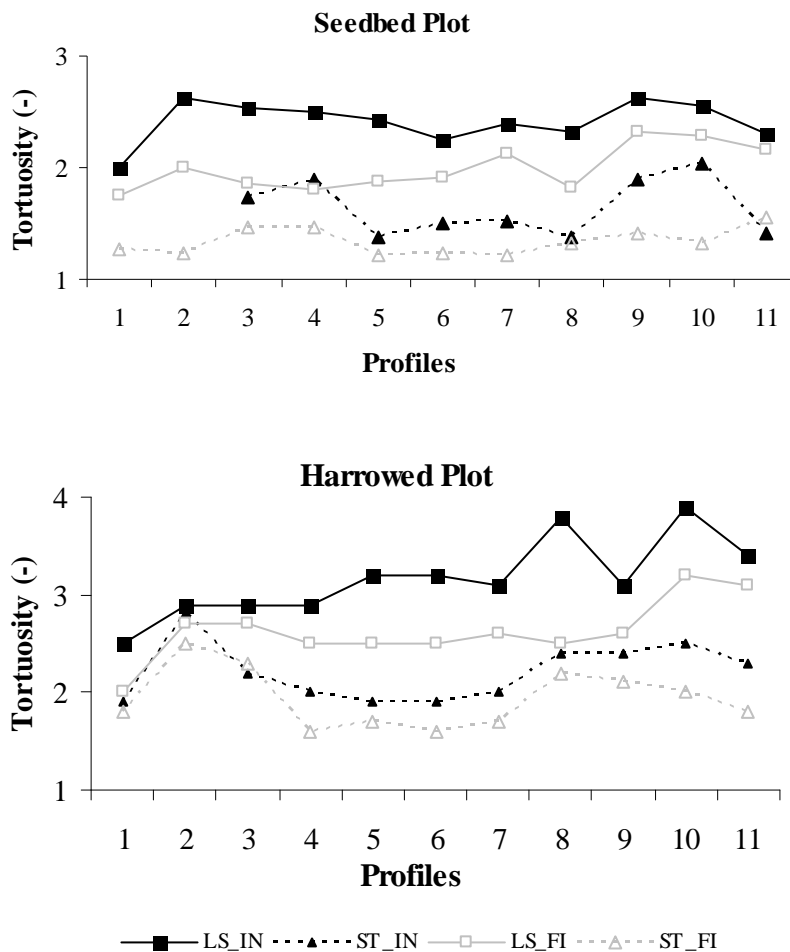 Seedbed Plot
3
2
1
Tortuosity (-)
1 2 3 4 5 6 7 8 9 10 11
Profiles
Harrowed Plot
4
3
2
1
Tortuosity (-)
1 2 3 4 5 6 7 8 9 10 11
Profiles
LS_IN ST_IN LS_FI ST_FI